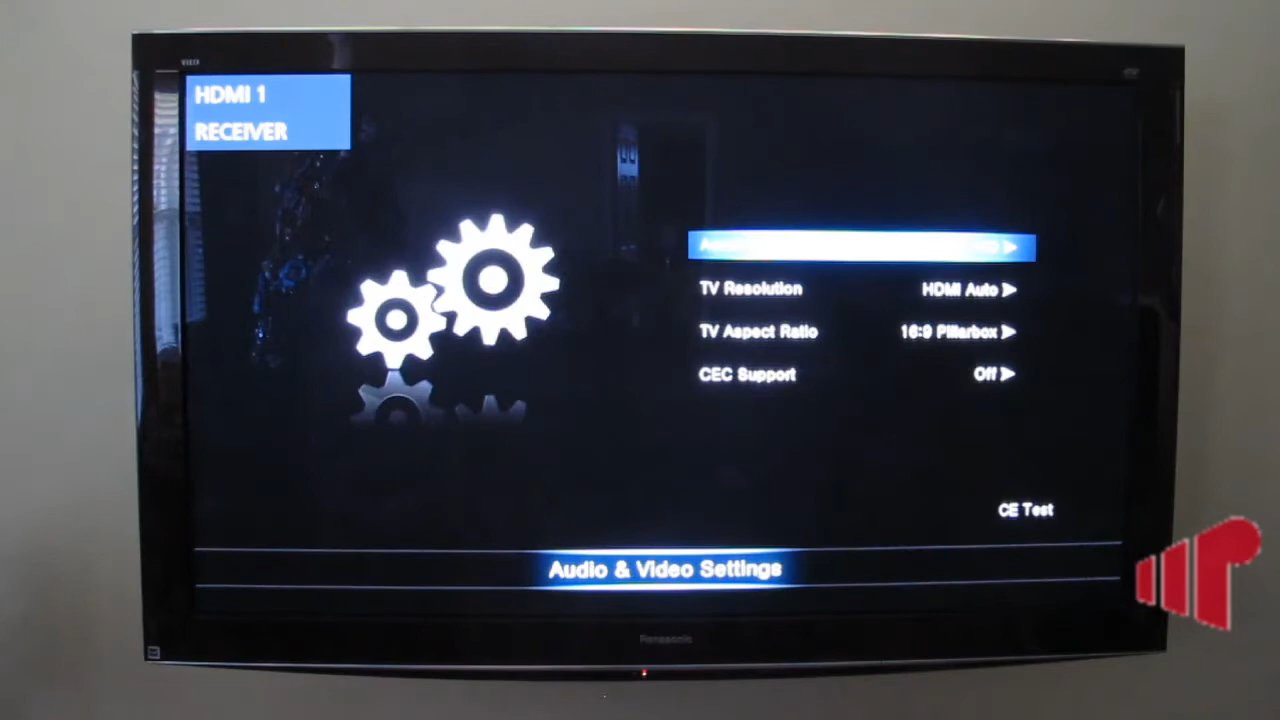 HDMI 1
RECEIVER
TV Resolution HDMI Auto
TV Aspect Ratio 16:9 Pillarbox
CEC Support Off
CE Test
Audio & Video Settings
Panasonic